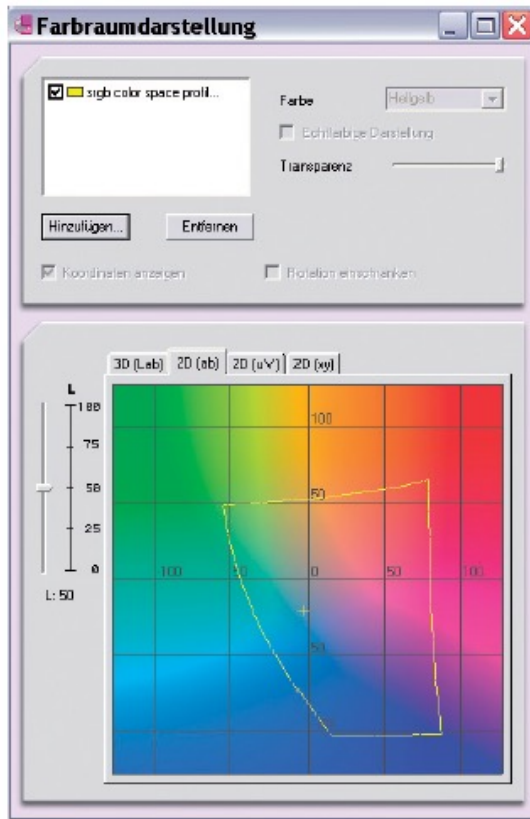 Farbraumdarstellung
srgb color space profil...
Farbe
Hellgelb
Echtfarbige Darstellung
Transparenz
Hinzufügen...
Entfernen
Koordinaten anzeigen
Rotation einschränken
3D (Lab)
2D (ab)
2D (u'v')
2D (xy)
L
100
75
50
25
0
L: 50
100
50
100
50
0
50
100
50